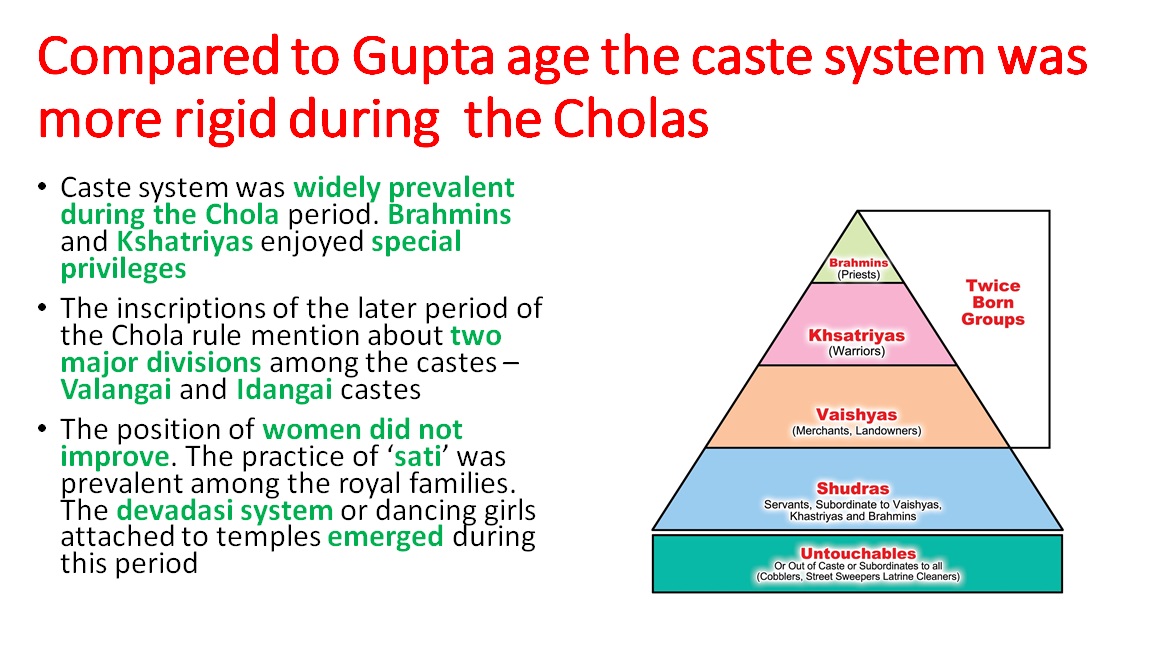 Compared to Gupta age the caste system was
more rigid during the Cholas
• Caste system was widely prevalent
during the Chola period. Brahmins
and Kshatriyas enjoyed special
privileges
• The inscriptions of the later period of
the Chola rule mention about two
major divisions among the castes –
Valangai and Idangai castes
• The position of women did not
improve. The practice of ‘sati’ was
prevalent among the royal families.
The devadasi system or dancing girls
attached to temples emerged during
this period
Brahmins
(Priests)
Twice
Born
Groups
Khsatriyas
(Warriors)
Vaishyas
(Merchants, Landowners)
Shudras
Servants, Subordinate to Vaishyas,
Khastriyas and Brahmins
Untouchables
Or Out of Caste or Subordinates to all
(Cobblers, Street Sweepers Latrine Cleaners)